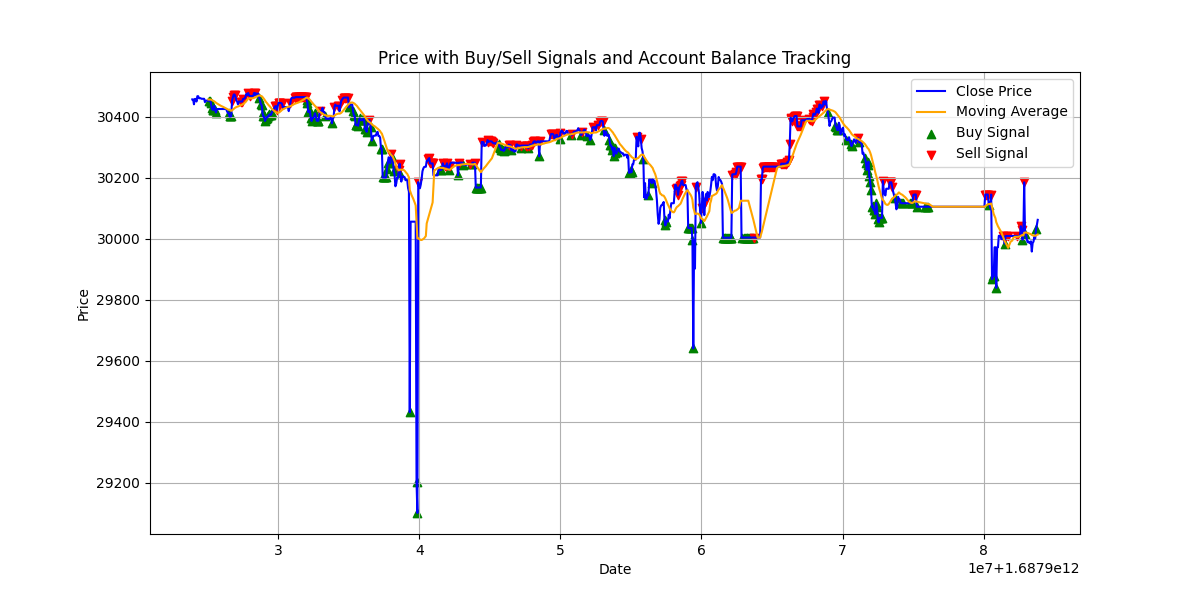 Price with Buy/Sell Signals and Account Balance Tracking
Close Price
Moving Average
Buy Signal
Sell Signal
30400
30200
30000
29800
29600
29400
29200
Price
3 4 5 6 7 8
Date
1e7+1.6879e12